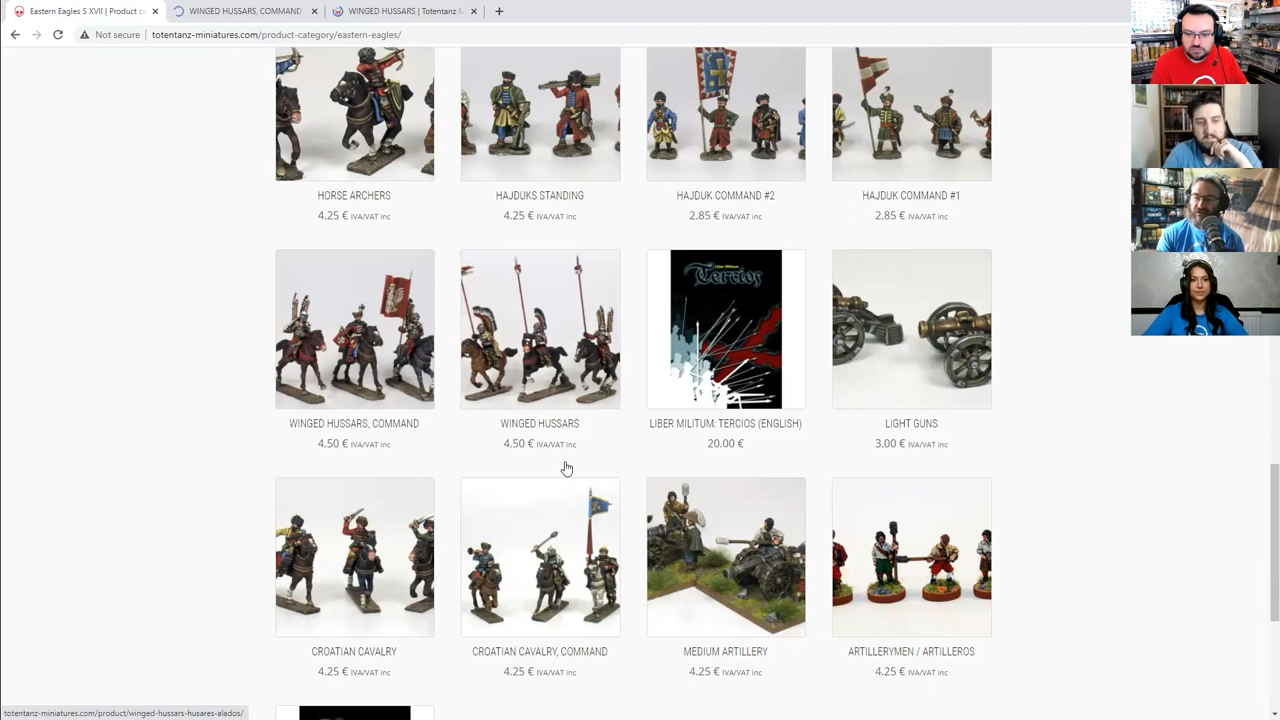 Eastern Eagles S XVII | Product ca
WINGED HUSSARS, COMMAND
WINGED HUSSARS | Totentanz M
Not secure
totentanz-miniatures.com/product-category/eastern-eagles/
HORSE ARCHERS
HAJDUKS STANDING
HAJDUK COMMAND #2
HAJDUK COMMAND #1
4.25 € IVA/VAT inc
4.25 € IVA/VAT inc
2.85 € IVA/VAT inc
2.85 € IVA/VAT inc
Liber Militum
Tercios
WINGED HUSSARS, COMMAND
WINGED HUSSARS
LIBER MILITUM: TERCIOS (ENGLISH)
LIGHT GUNS
4.50 € IVA/VAT inc
4.50 € IVA/VAT inc
20.00 €
3.00 € IVA/VAT inc
CROATIAN CAVALRY
CROATIAN CAVALRY, COMMAND
MEDIUM ARTILLERY
ARTILLERYMEN / ARTILLEROS
4.25 € IVA/VAT inc
4.25 € IVA/VAT inc
4.25 € IVA/VAT inc
4.25 € IVA/VAT inc
totentanz-miniatures.com/product/winged-hussars-husares-alados/